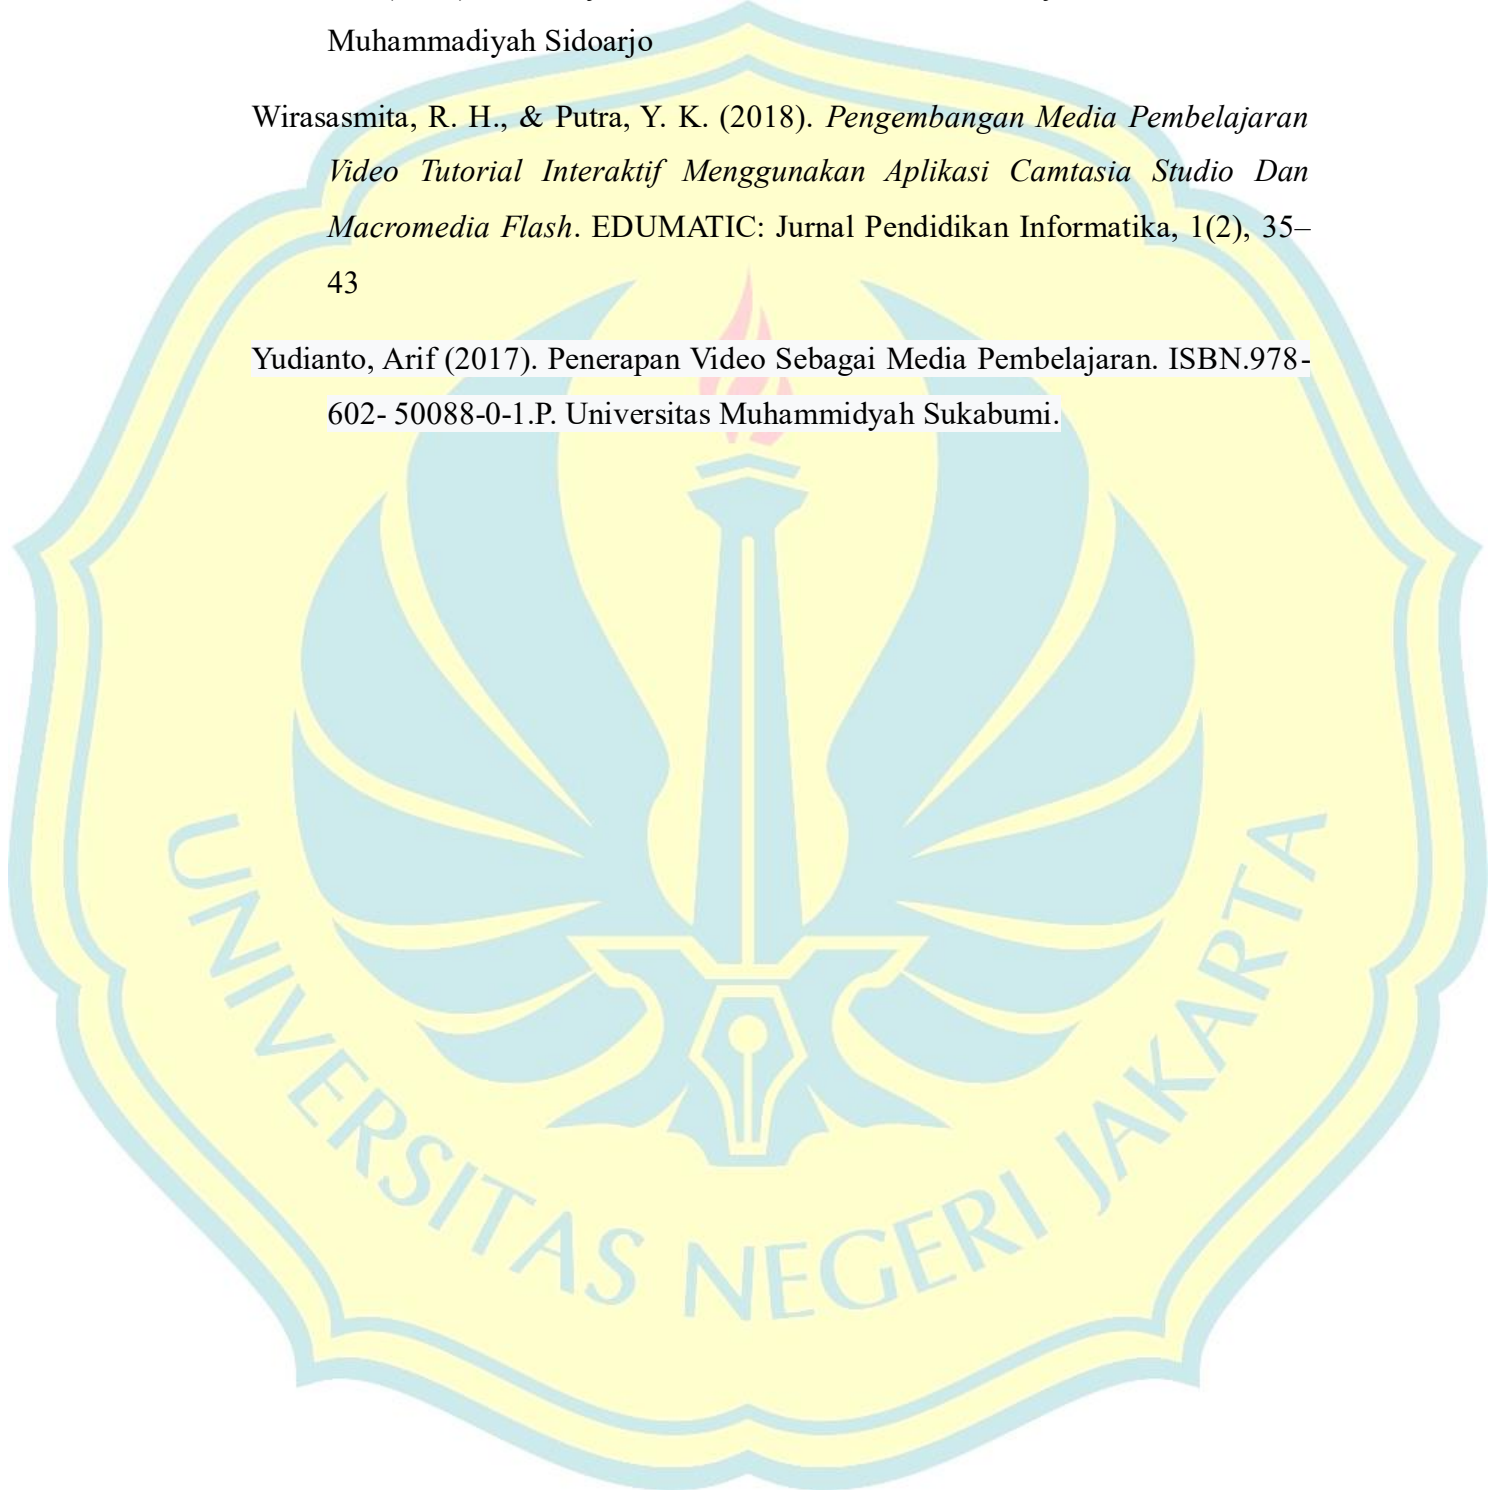 Muhammadiyah Sidoarjo
Wirasasmita, R. H., & Putra, Y. K. (2018). Pengembangan Media Pembelajaran
Video Tutorial Interaktif Menggunakan Aplikasi Camtasia Studio Dan
Macromedia Flash. EDUMATIC: Jurnal Pendidikan Informatika, 1(2), 35–
43
Yudianto, Arif (2017). Penerapan Video Sebagai Media Pembelajaran. ISBN.978-
602- 50088-0-1.P. Universitas Muhammidyah Sukabumi.
UNIVERSITAS NEGERI JAKARTA